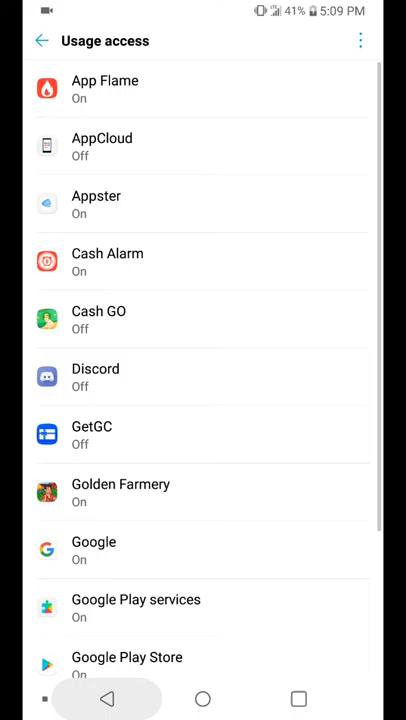 41% 5:09 PM
Usage access
App Flame
On
AppCloud
Off
Appster
On
Cash Alarm
On
Cash GO
Off
Discord
Off
GetGC
Off
Golden Farmery
On
Google
On
Google Play services
On
Google Play Store
On